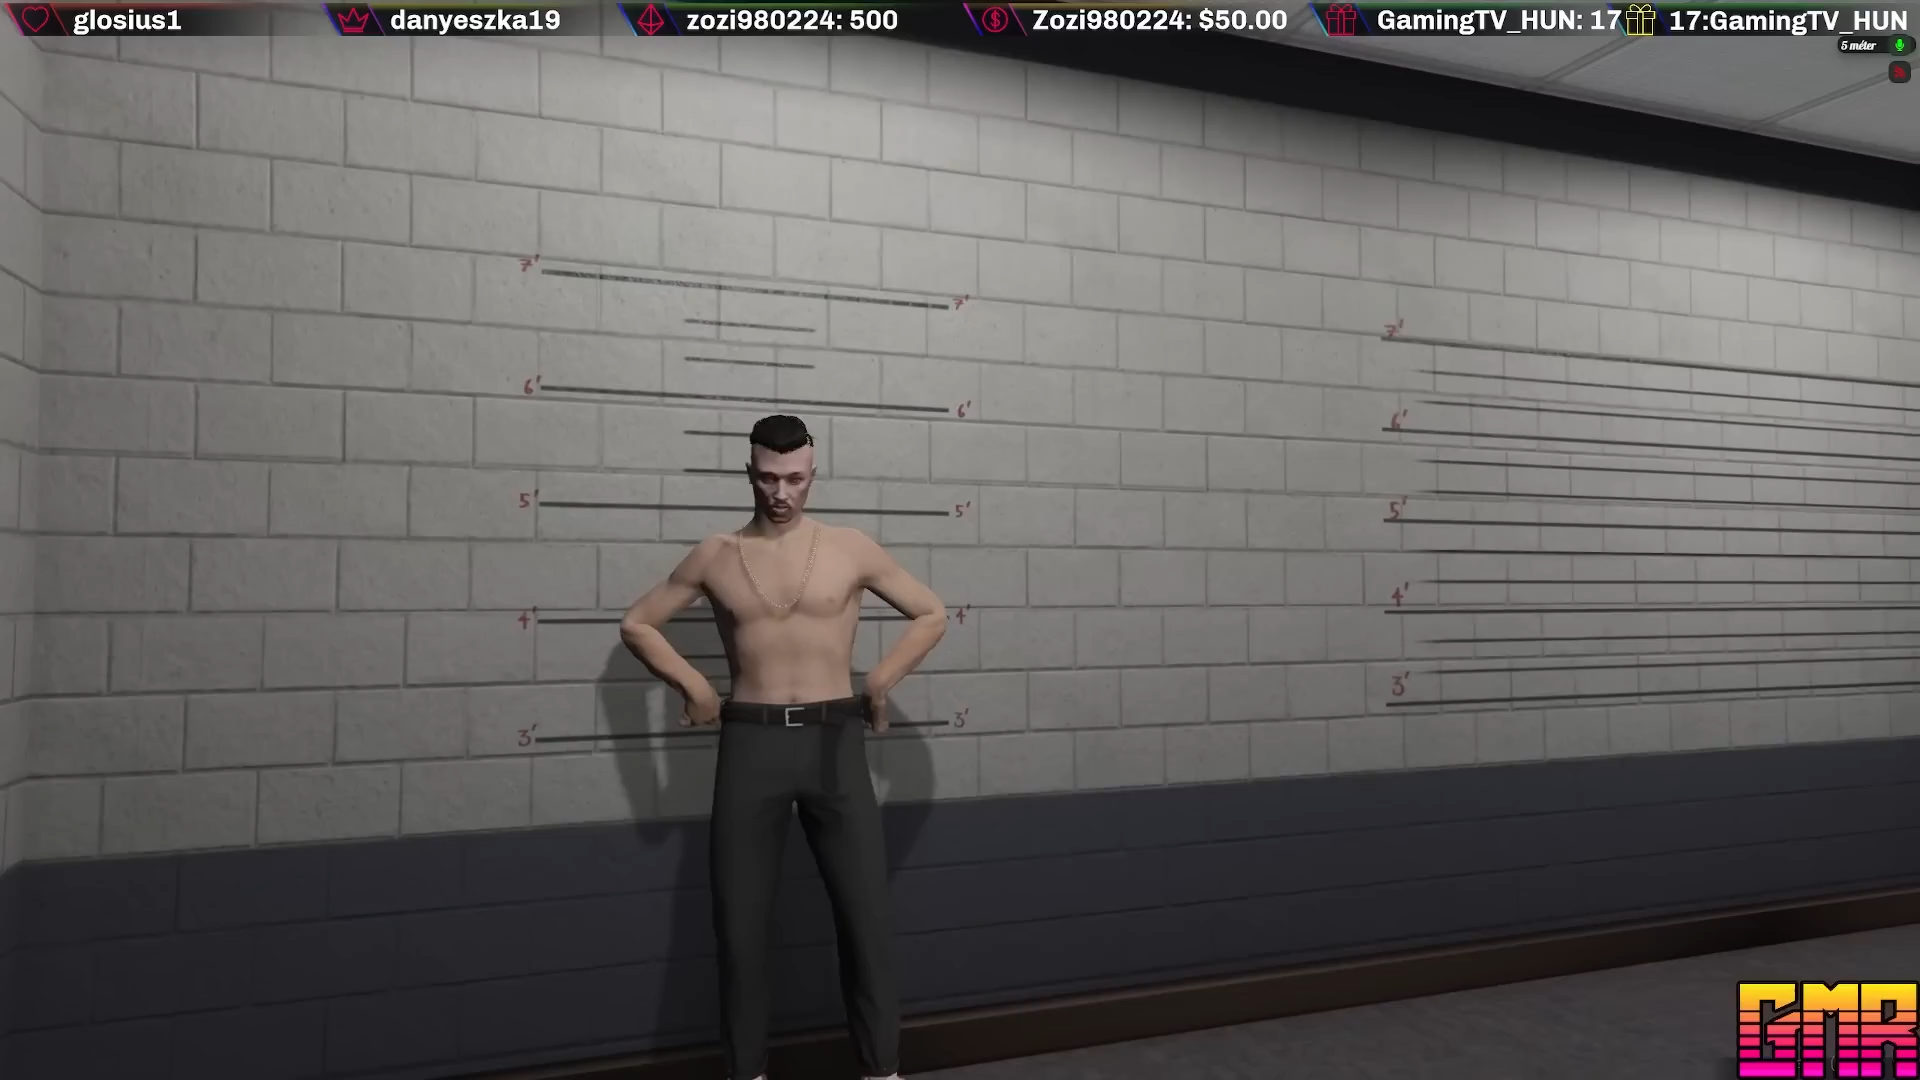 glosius1
danyeszka19
zozi980224: 500
Zozi980224: $50.00
GamingTV_HUN: 17
17:GamingTV_HUN
5 méter
7' 7'
7'
6' 6'
6'
5' 5'
5'
4' 4'
4'
3' 3'
3'
GMR